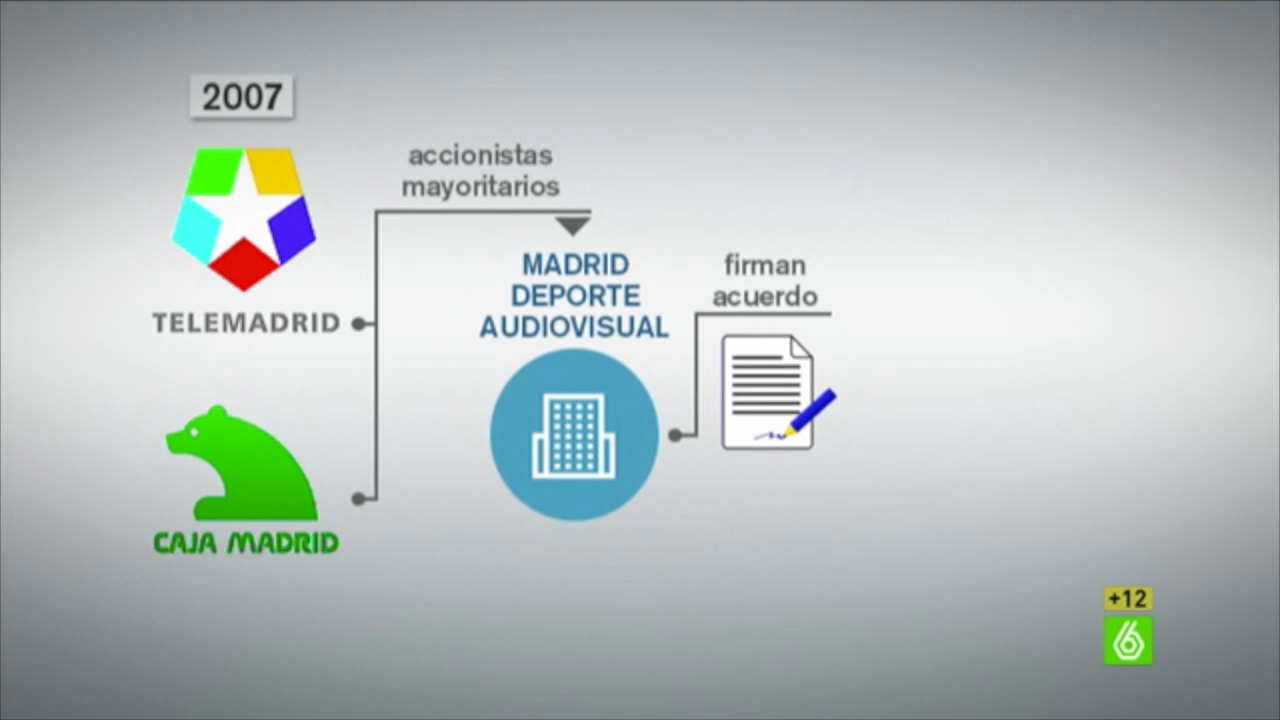 2007
accionistas
mayoritarios
TELEMADRID
MADRID
DEPORTE
AUDIOVISUAL
firman
acuerdo
CAJA MADRID
+12
6